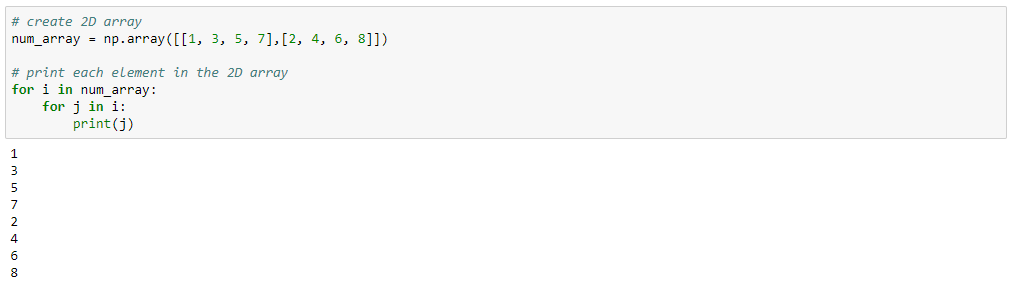 # create 2D array
num_array = np.array([[1, 3, 5, 7],[2, 4, 6, 8]])

# print each element in the 2D array
for i in num_array:
    for j in i:
        print(j)

1
3
5
7
2
4
6
8